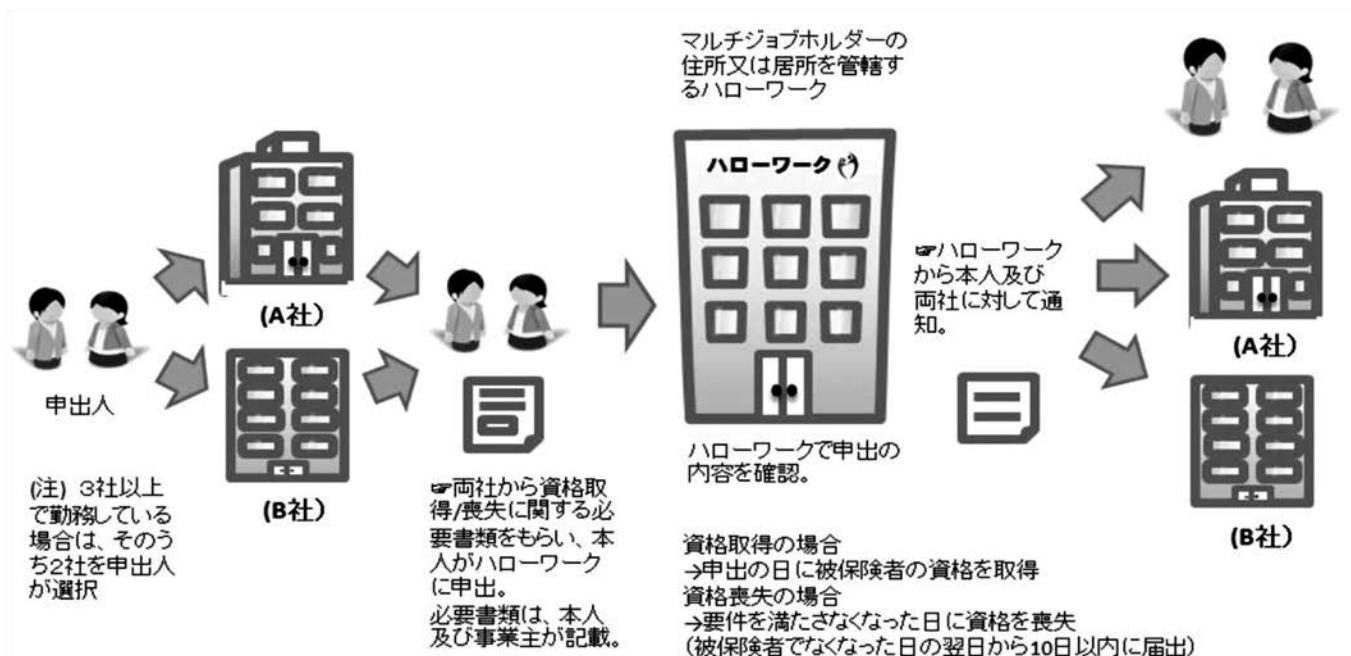 申出人
(注) 3社以上
で勤務している
場合は、そのう
ち2社を申出人
が選択
(A社)
(B社)
☞両社から資格取
得/喪失に関する必
要書類をもらい、本
人がハローワーク
に申出。
必要書類は、本人
及び事業主が記載。
マルチジョブホルダーの
住所又は居所を管轄す
るハローワーク
ハローワーク
ハローワークで申出の
内容を確認。
資格取得の場合
→申出の日に被保険者の資格を取得
資格喪失の場合
→要件を満たさなくなった日に資格を喪失
(被保険者でなくなった日の翌日から10日以内に届出)
☞ハローワーク
から本人及び
両社に対して通
知。
(A社)
(B社)